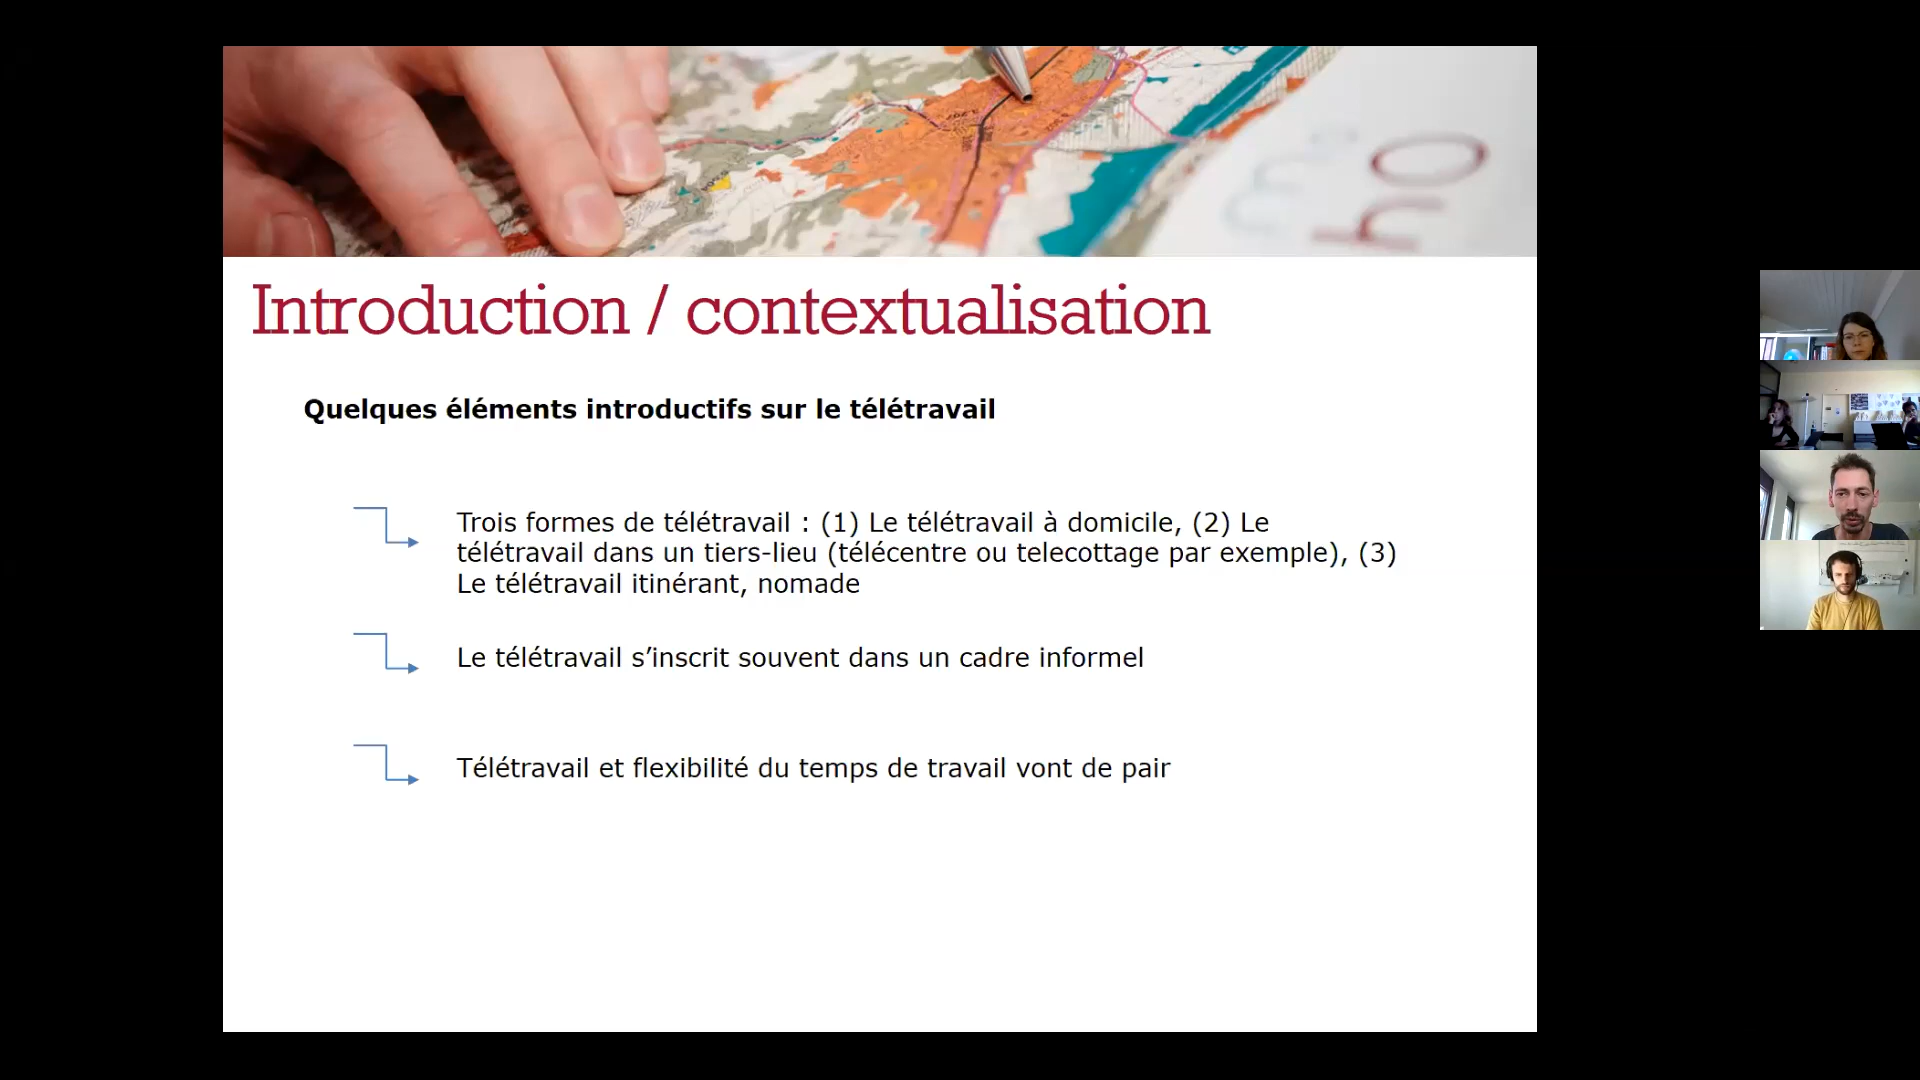 ho
Introduction / contextualisation
Quelques éléments introductifs sur le télétravail
Trois formes de télétravail : (1) Le télétravail à domicile, (2) Le
télétravail dans un tiers-lieu (télécentre ou telecottage par exemple), (3)
Le télétravail itinérant, nomade
Le télétravail s’inscrit souvent dans un cadre informel
Télétravail et flexibilité du temps de travail vont de pair